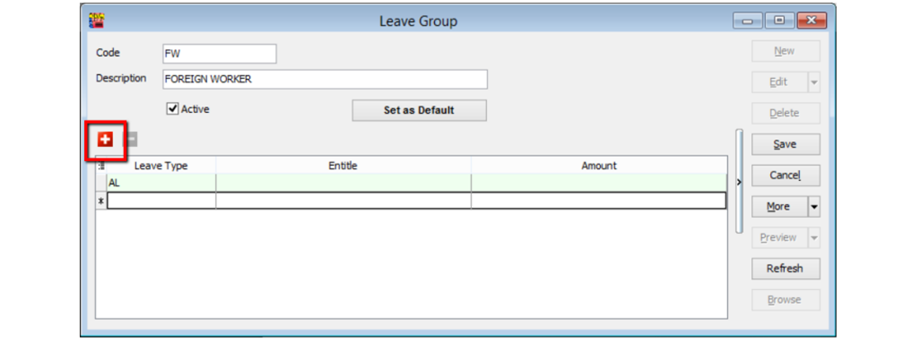 Leave Group
Code FW
Description FOREIGN WORKER
Active
Set as Default
Leave Type Entitle Amount
AL
New
Edit
Delete
Save
Cancel
More
Preview
Refresh
Browse